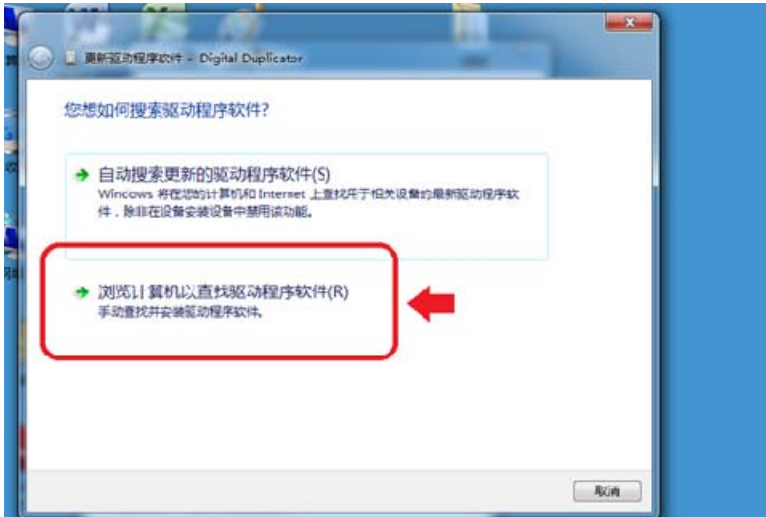 更新驱动程序软件 - Digital Duplicator
您想如何搜索驱动程序软件?
自动搜索更新的驱动程序软件(S)
Windows 将在您的计算机和 Internet 上查找用于相关设备的最新驱动程序软
件，除非在设备安装设置中禁用该功能。
浏览计算机以查找驱动程序软件(R)
手动查找并安装驱动程序软件。
取消